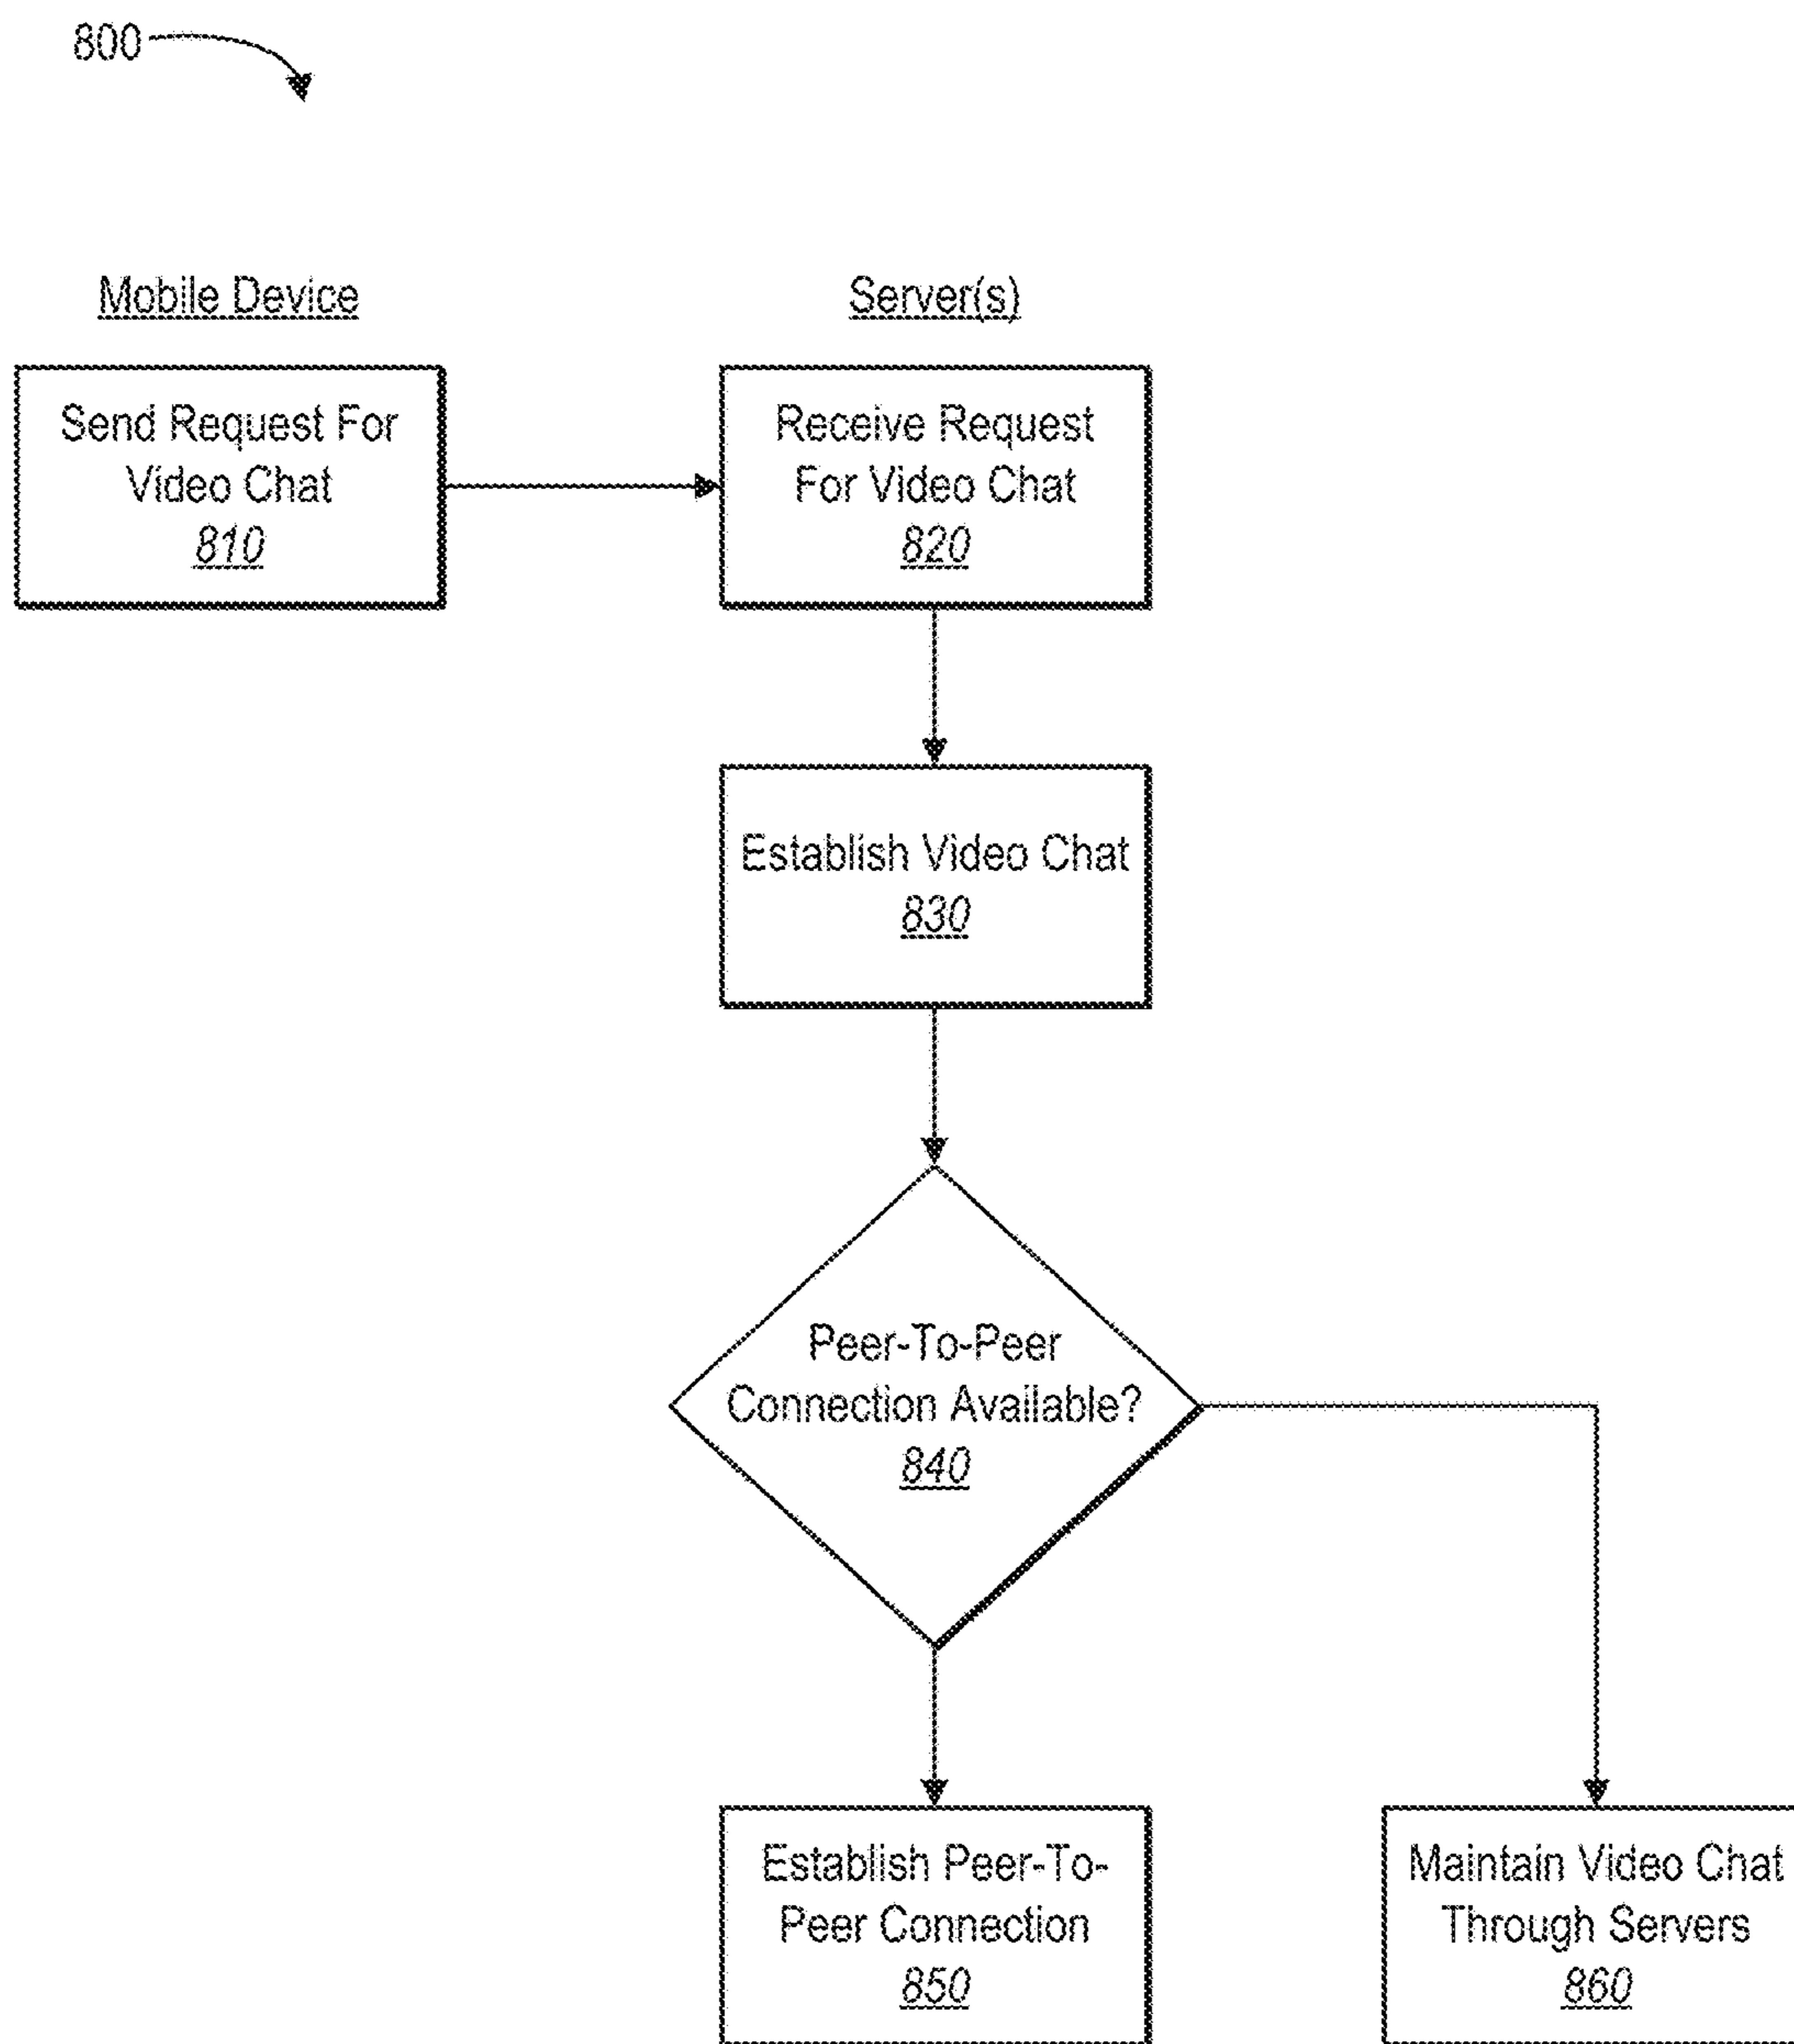 800
Mobile Device
Server(s)
Send Request For
Video Chat
810
Receive Request
For Video Chat
820
Establish Video Chat
830
Peer-To-Peer
Connection Available?
840
Establish Peer-To-
Peer Connection
850
Maintain Video Chat
Through Servers
860